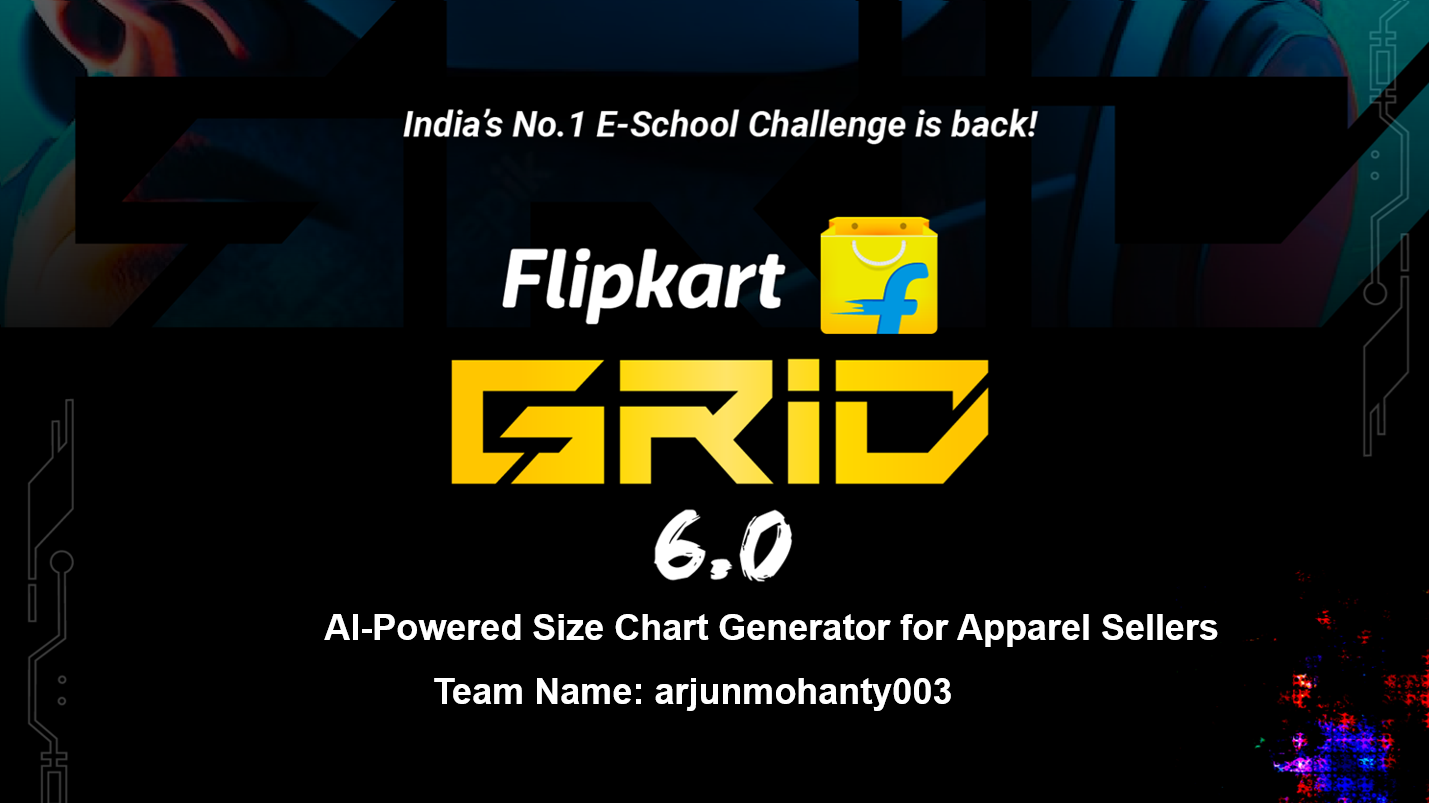 India's No.1 E-School Challenge is back!
Flipkart
GRiD
6.0
AI-Powered Size Chart Generator for Apparel Sellers
Team Name: arjunmohanty003